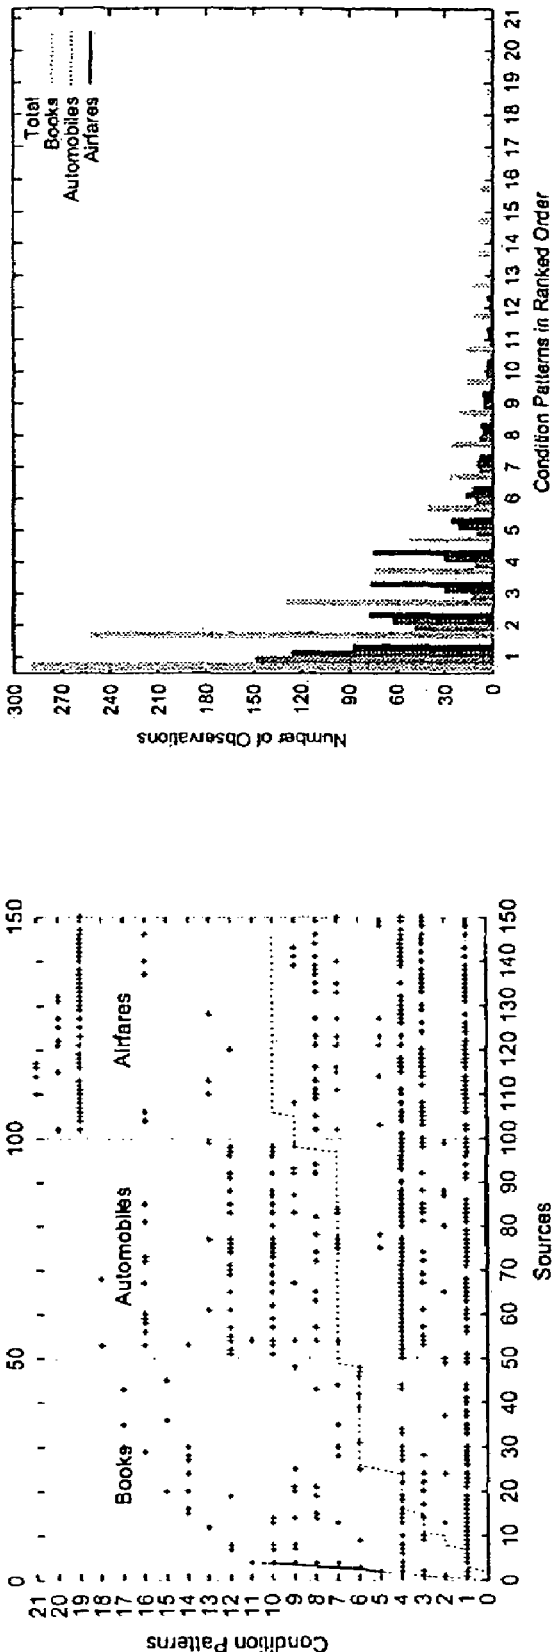 0 50 100 150
21
20
19
18
17
16
15
14
13
12
11
10
9
8
7
6
5
4
3
2
1
0
Condition Patterns
Books
Automobiles
Airfares
0 10 20 30 40 50 60 70 80 90 100 110 120 130 140 150
Sources
300
270
240
210
180
150
120
90
60
30
0
Number of Observations
Total
Books
Automobiles
Airfares
1 2 3 4 5 6 7 8 9 10 11 12 13 14 15 16 17 18 19 20 21
Condition Patterns in Ranked Order